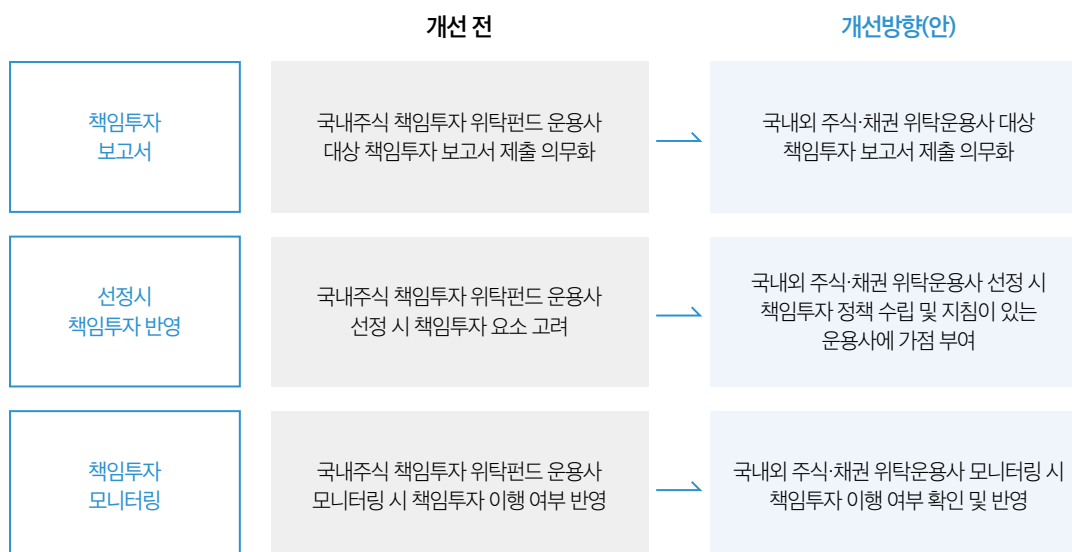 개선 전
개선방향(안)
책임투자
보고서
국내주식 책임투자 위탁펀드 운용사
대상 책임투자 보고서 제출 의무화
국내외 주식·채권 위탁운용사 대상
책임투자 보고서 제출 의무화
선정시
책임투자 반영
국내주식 책임투자 위탁펀드 운용사
선정 시 책임투자 요소 고려
국내외 주식·채권 위탁운용사 선정 시
책임투자 정책 수립 및 지침이 있는
운용사에 가점 부여
책임투자
모니터링
국내주식 책임투자 위탁펀드 운용사
모니터링 시 책임투자 이행 여부 반영
국내외 주식·채권 위탁운용사 모니터링 시
책임투자 이행 여부 확인 및 반영